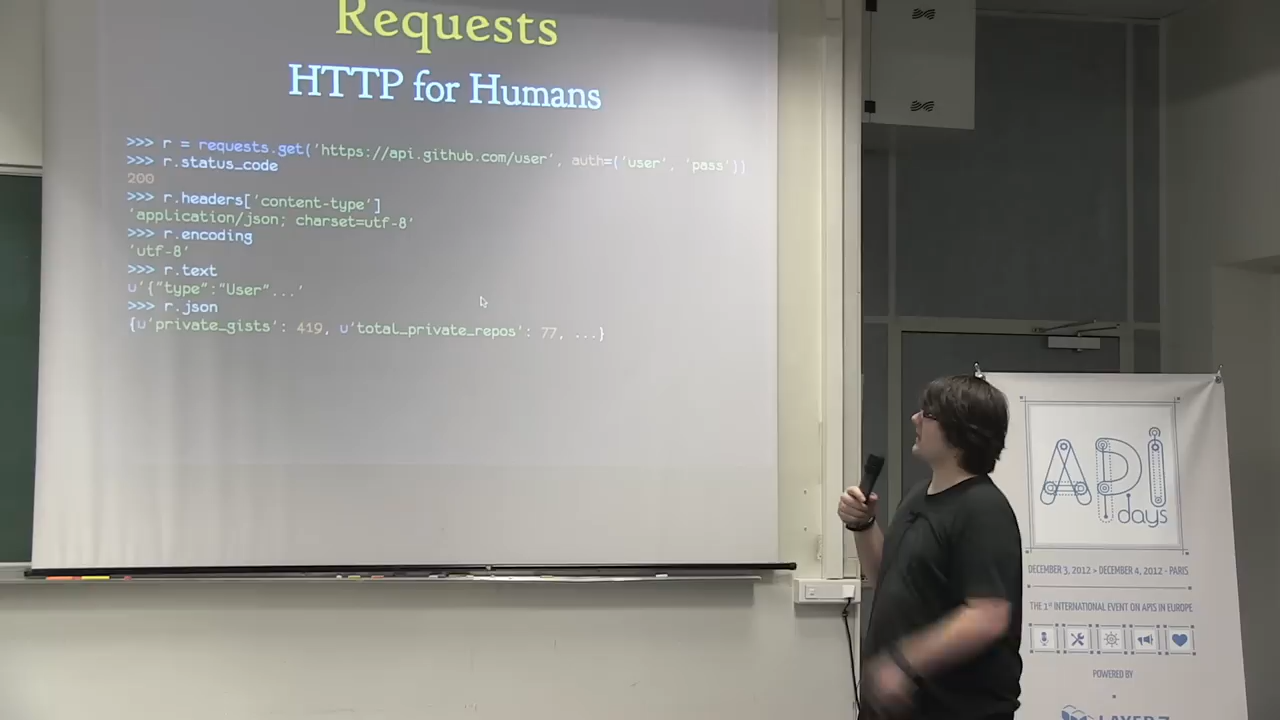 Requests
HTTP for Humans
>>> r = requests.get('https://api.github.com/user', auth=('user', 'pass'))
>>> r.status_code
200
>>> r.headers['content-type']
'application/json; charset=utf-8'
>>> r.encoding
'utf-8'
>>> r.text
u'{"type":"User"...'
>>> r.json
{u'private_gists': 419, u'total_private_repos': 77, ...}
API
days
DECEMBER 3, 2012 > DECEMBER 4, 2012 - PARIS
THE 1ST INTERNATIONAL EVENT ON APIS IN EUROPE
POWERED BY
LAYER 7